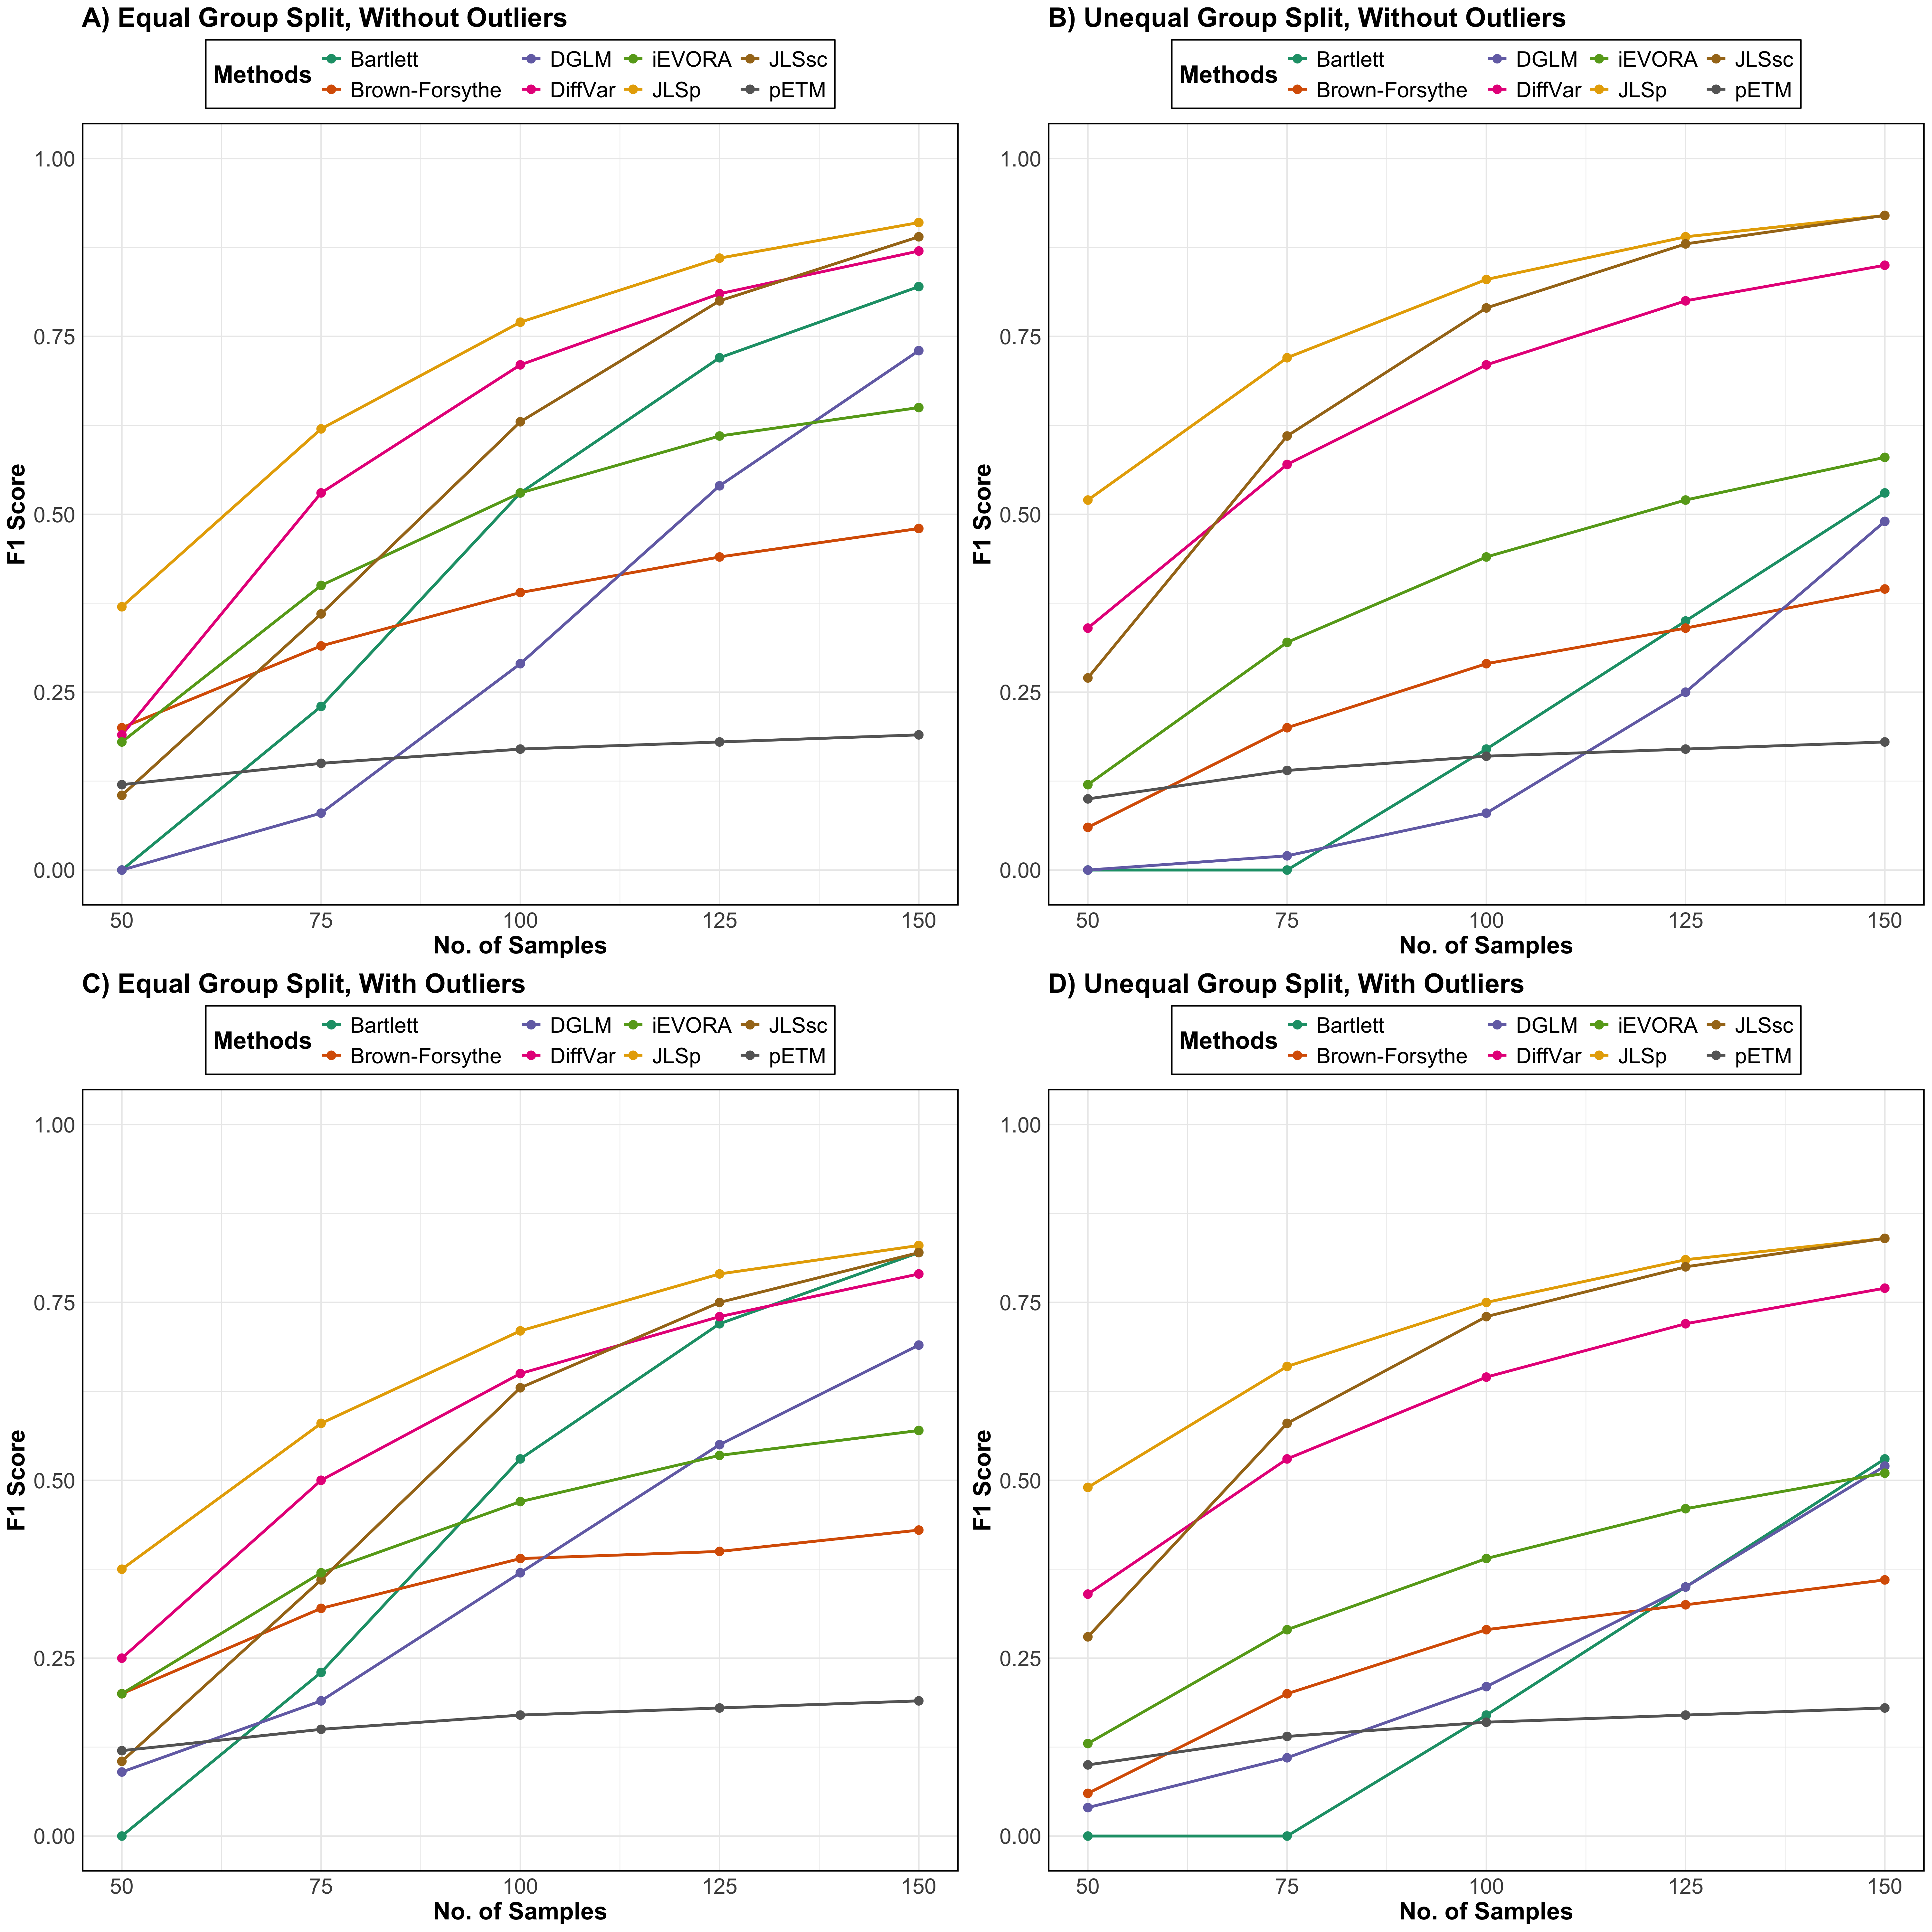 A) Equal Group Split, Without Outliers
Methods
Bartlett DGLM iEVORA JLSsc
Brown-Forsythe DiffVar JLSp pETM
1.00
0.75
0.50
0.25
0.00
F1 Score
50 75 100 125 150
No. of Samples
B) Unequal Group Split, Without Outliers
Methods
Bartlett DGLM iEVORA JLSsc
Brown-Forsythe DiffVar JLSp pETM
1.00
0.75
0.50
0.25
0.00
F1 Score
50 75 100 125 150
No. of Samples
C) Equal Group Split, With Outliers
Methods
Bartlett DGLM iEVORA JLSsc
Brown-Forsythe DiffVar JLSp pETM
1.00
0.75
0.50
0.25
0.00
F1 Score
50 75 100 125 150
No. of Samples
D) Unequal Group Split, With Outliers
Methods
Bartlett DGLM iEVORA JLSsc
Brown-Forsythe DiffVar JLSp pETM
1.00
0.75
0.50
0.25
0.00
F1 Score
50 75 100 125 150
No. of Samples